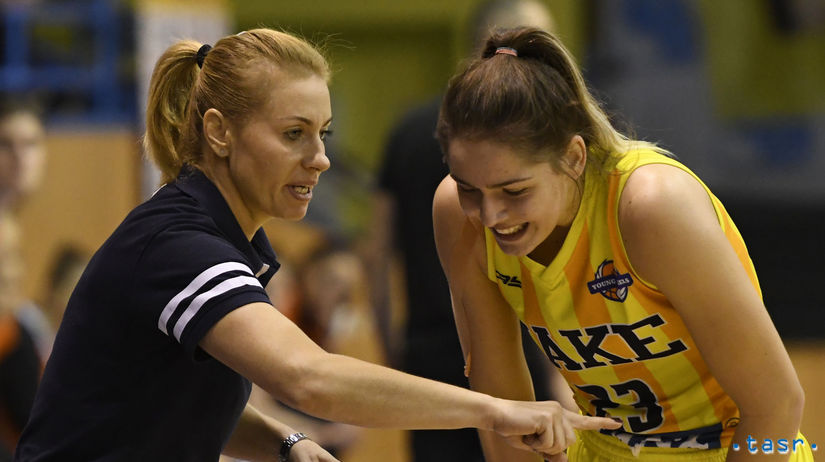 YOUNG
AKE
23
.tasr.